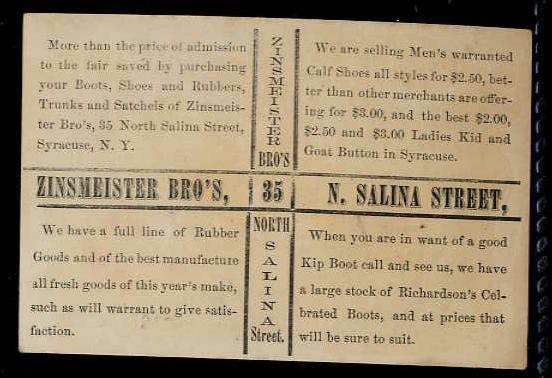 More than the price of admission
to the fair saved by purchasing
your Boots, Shoes and Rubbers,
Trunks and Satchels of Zinsmeis-
ter Bro's, 35 North Salina Street,
Syracuse, N. Y.
ZINSMEISTER
BRO'S
We are selling Men's warranted
Calf Shoes all styles for $2.50, bet-
ter than other merchants are offer-
ing for $3.00, and the best $2.00,
$2.50 and $3.00 Ladies Kid and
Goat Button in Syracuse.
ZINSMEISTER BRO'S, 35 N. SALINA STREET,
We have a full line of Rubber
Goods and of the best manufacture
all fresh goods of this year's make,
such as will warrant to give satis-
faction.
NORTH
SALINA
Street.
When you are in want of a good
Kip Boot call and see us, we have
a large stock of Richardson's Cel-
brated Boots, and at prices that
will be sure to suit.